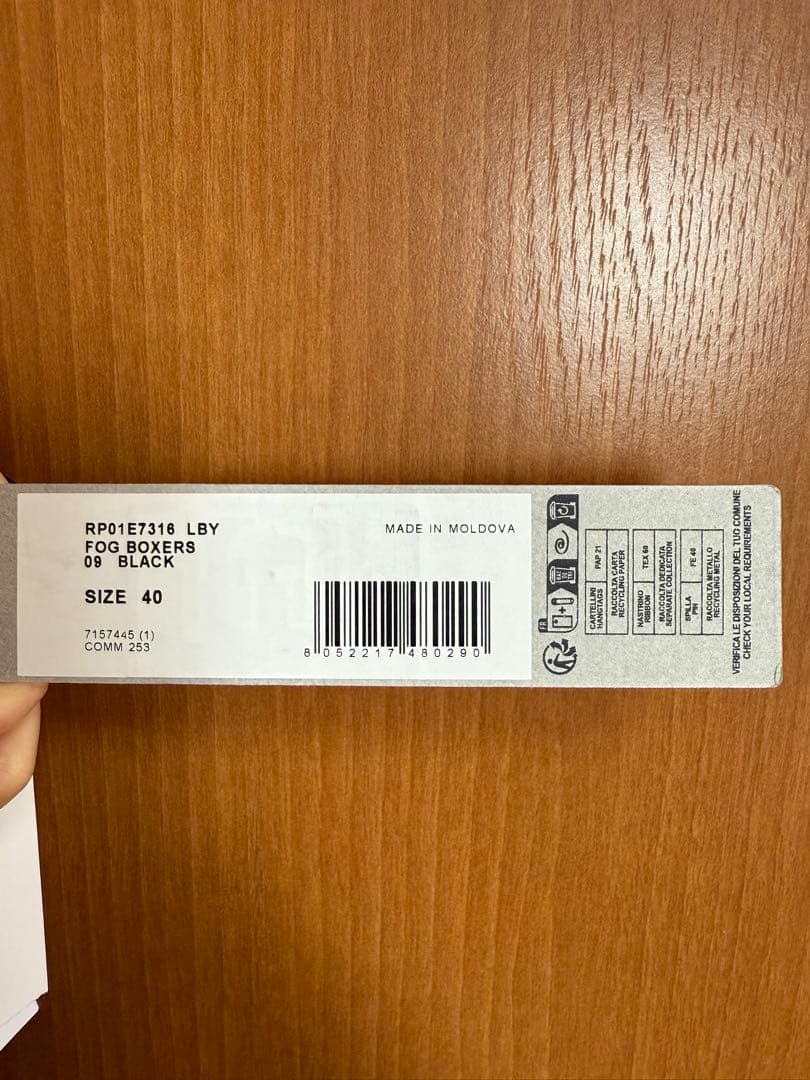 RP01E7316 LBY
FOG BOXERS
09 BLACK
SIZE 40
7157445 (1)
COMM 253
MADE IN MOLDOVA
8 052217 480290
FR
CARTELLINI
HANGTAGS
PAP 21
RACCOLTA CARTA
RECYCLING PAPER
NASTRINO
RIBBON
TEX 60
RACCOLTA DEDICATA
SEPARATE COLLECTION
SPILLA
PIN
FE 40
RACCOLTA METALLO
RECYCLING METAL
VERIFICA LE DISPOSIZIONI DEL TUO COMUNE
CHECK YOUR LOCAL REQUIREMENTS